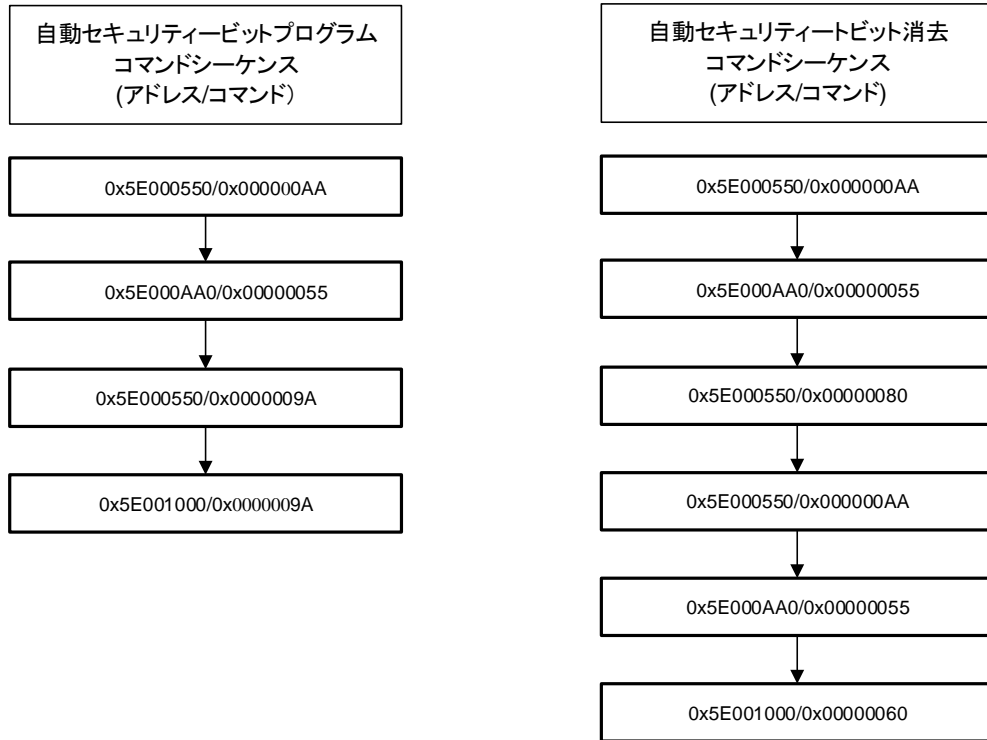 自動セキュリティービットプログラム
コマンドシーケンス
(アドレス/コマンド)
0x5E000550/0x000000AA
0x5E000AA0/0x00000055
0x5E000550/0x0000009A
0x5E001000/0x0000009A
自動セキュリティートビット消去
コマンドシーケンス
(アドレス/コマンド)
0x5E000550/0x000000AA
0x5E000AA0/0x00000055
0x5E000550/0x00000080
0x5E000550/0x000000AA
0x5E000AA0/0x00000055
0x5E001000/0x00000060